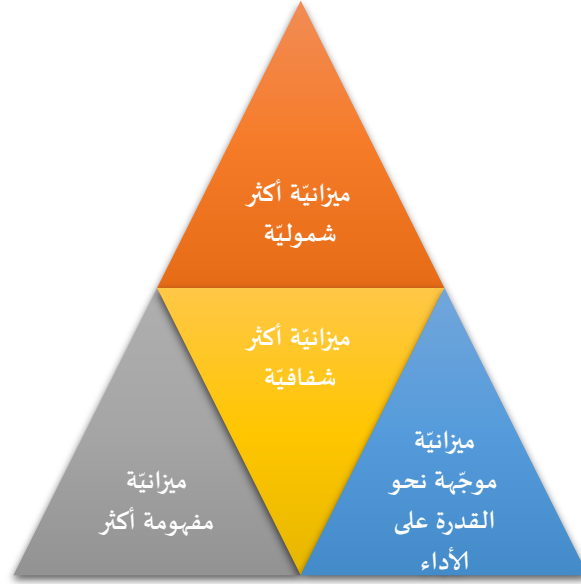 ميزانيّة أكثر
شموليّة
ميزانيّة أكثر
شفافيّة
ميزانيّة
موجّهة نحو
القدرة على
الأداء
ميزانيّة
مفهومة أكثر